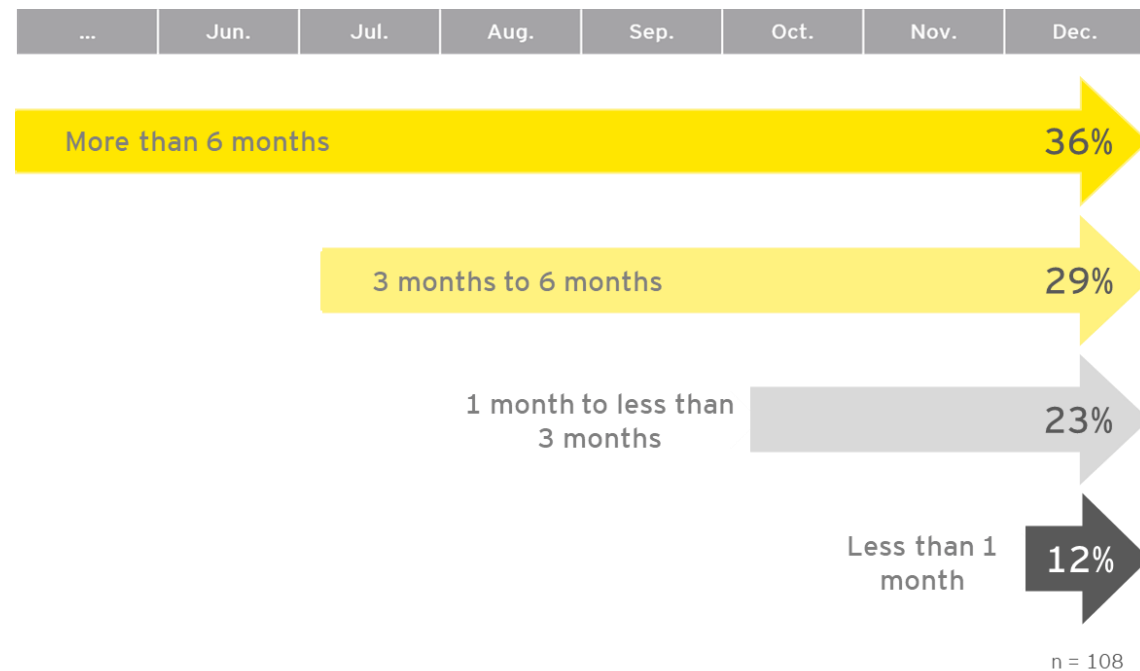 ... Jun. Jul. Aug. Sep. Oct. Nov. Dec.
More than 6 months 36%
3 months to 6 months 29%
1 month to less than
3 months
23%
Less than 1
month
12%
n = 108